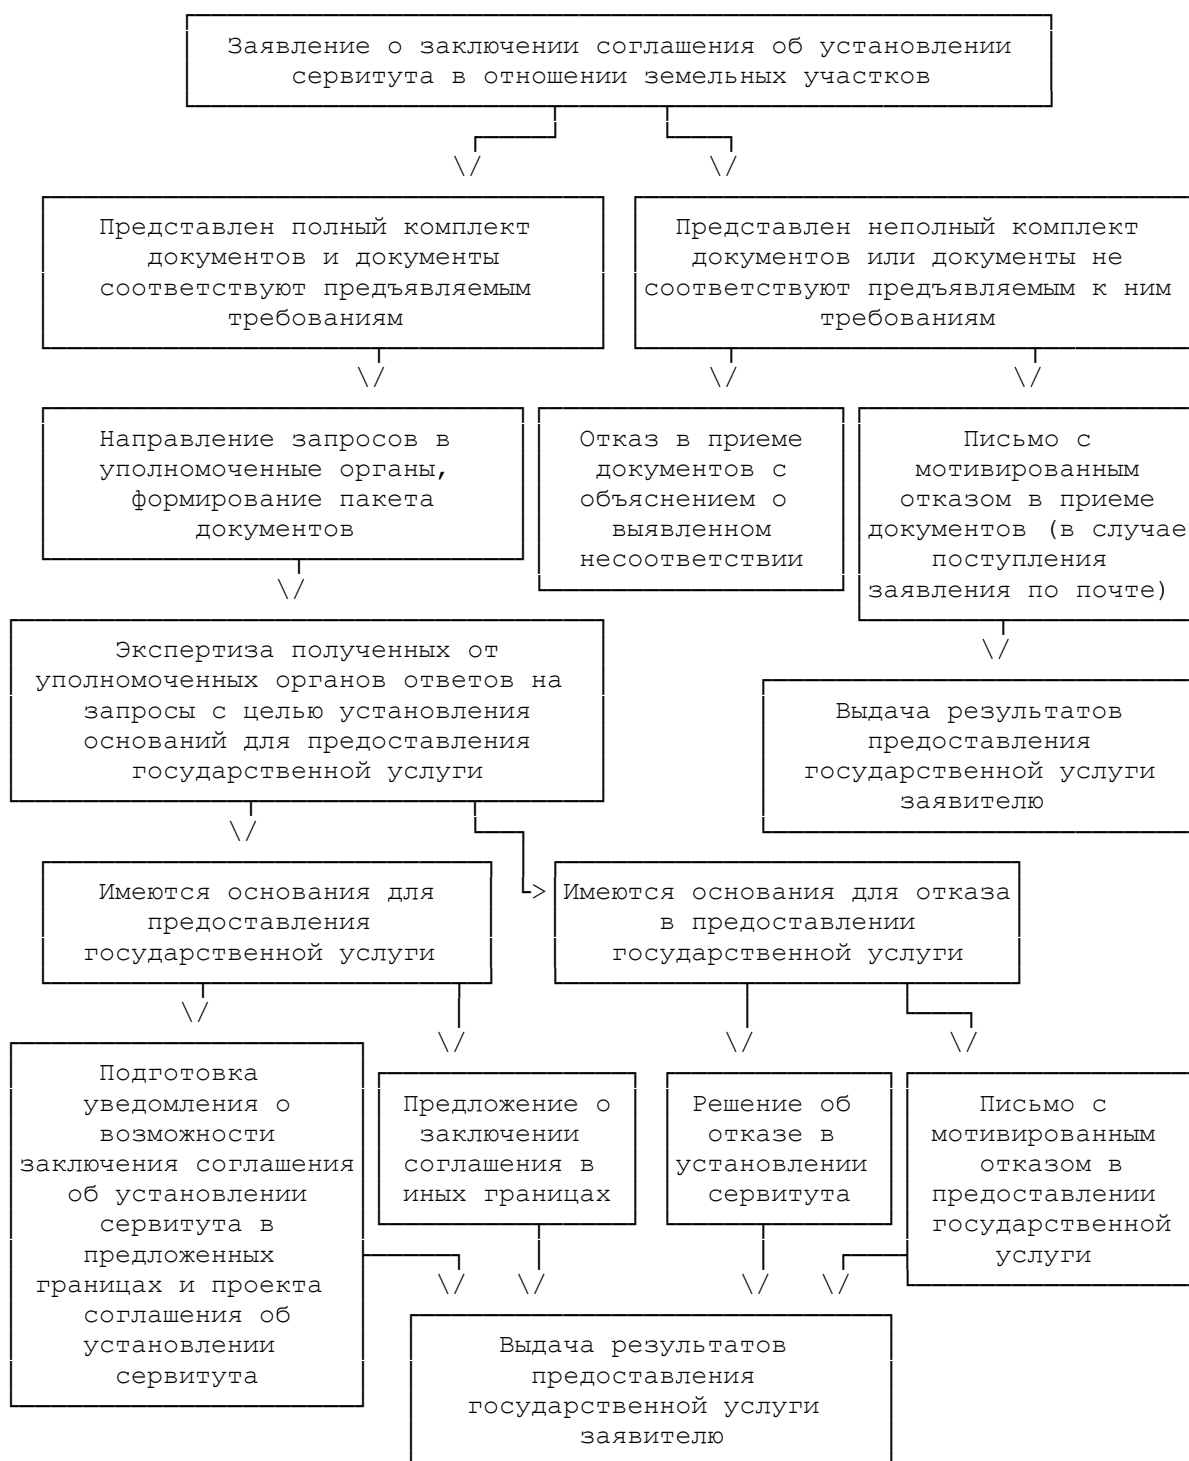 Заявление о заключении соглашения об установлении
сервитута в отношении земельных участков
Представлен полный комплект
документов и документы
соответствуют предъявляемым
требованиям
Представлен неполный комплект
документов или документы не
соответствуют предъявляемым к ним
требованиям
Направление запросов в
уполномоченные органы,
формирование пакета
документов
Отказ в приеме
документов с
объяснением о
выявленном
несоответствии
Письмо с
мотивированным
отказом в приеме
документов (в случае
поступления
заявления по почте)
Экспертиза полученных от
уполномоченных органов ответов на
запросы с целью установления
оснований для предоставления
государственной услуги
Выдача результатов
предоставления
государственной услуги
заявителю
Имеются основания для
предоставления
государственной услуги
Имеются основания для отказа
в предоставлении
государственной услуги
Подготовка
уведомления о
возможности
заключения соглашения
об установлении
сервитута в
предложенных
границах и проекта
соглашения об
установлении
сервитута
Предложение о
заключении
соглашения в
иных границах
Решение об
отказе в
установлении
сервитута
Письмо с
мотивированным
отказом в
предоставлении
государственной
услуги
Выдача результатов
предоставления
государственной услуги
заявителю